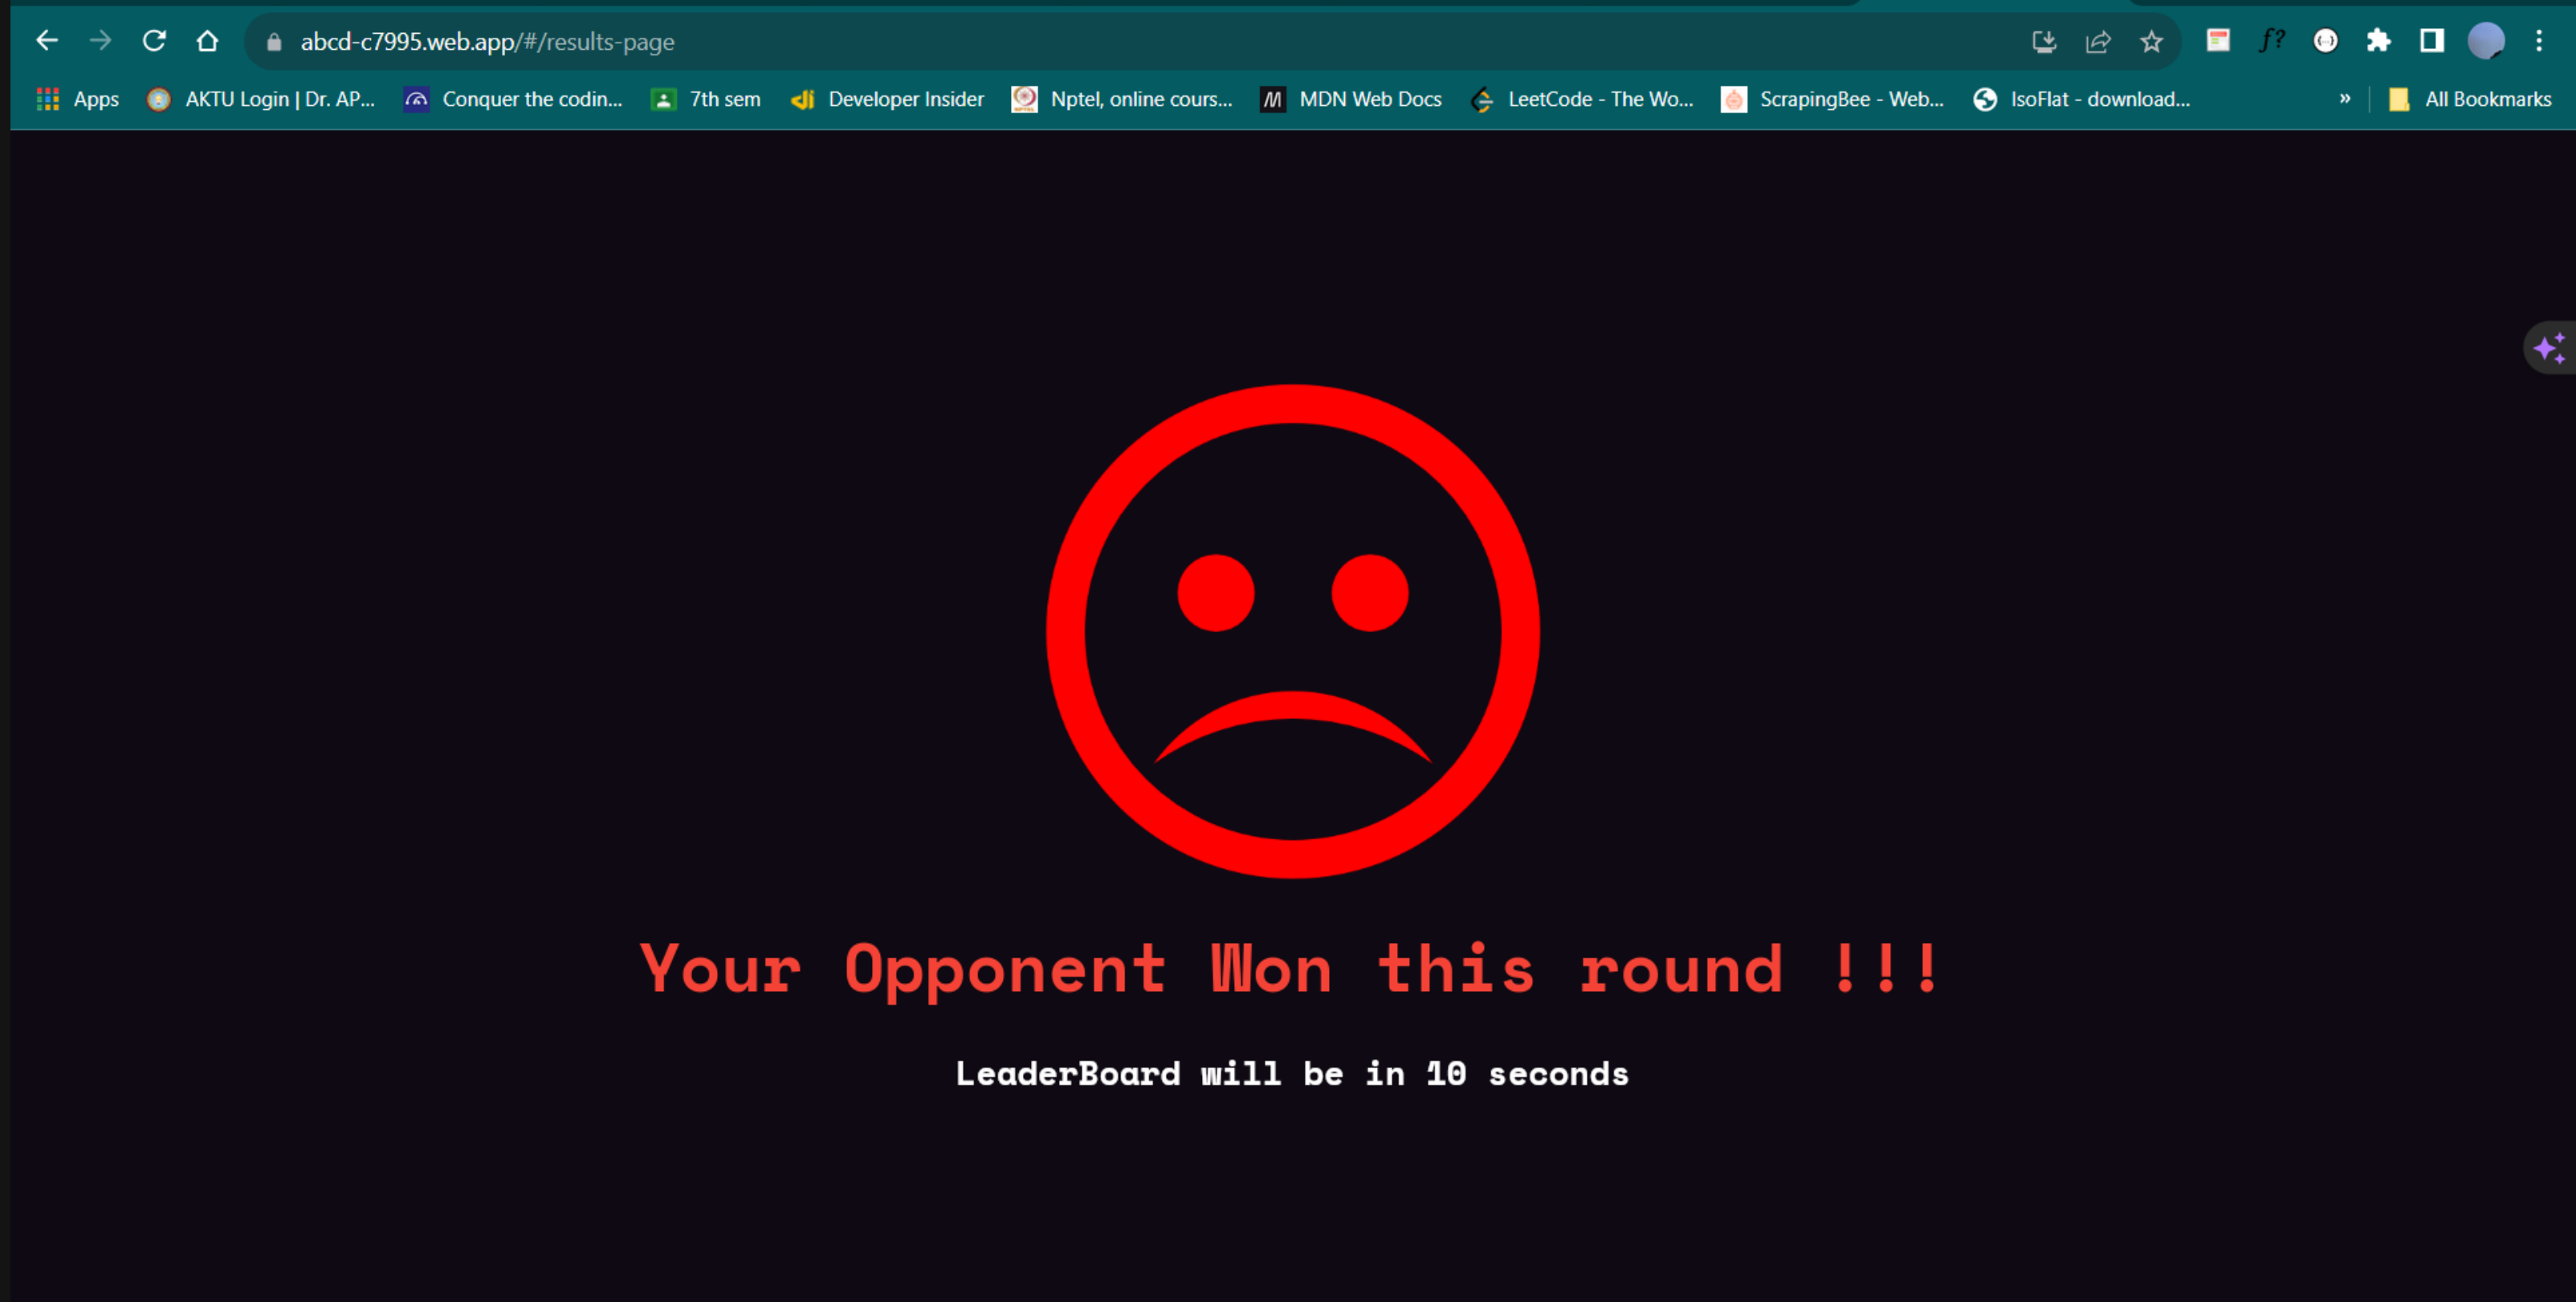 abcd-c7995.web.app/#/results-page
f?
Apps AKTU Login | Dr. AP... Conquer the codin... 7th sem Developer Insider Nptel, online cours... MDN Web Docs LeetCode - The Wo... ScrapingBee - Web... IsoFlat - download... » All Bookmarks
Your Opponent Won this round !!!
LeaderBoard will be in 10 seconds